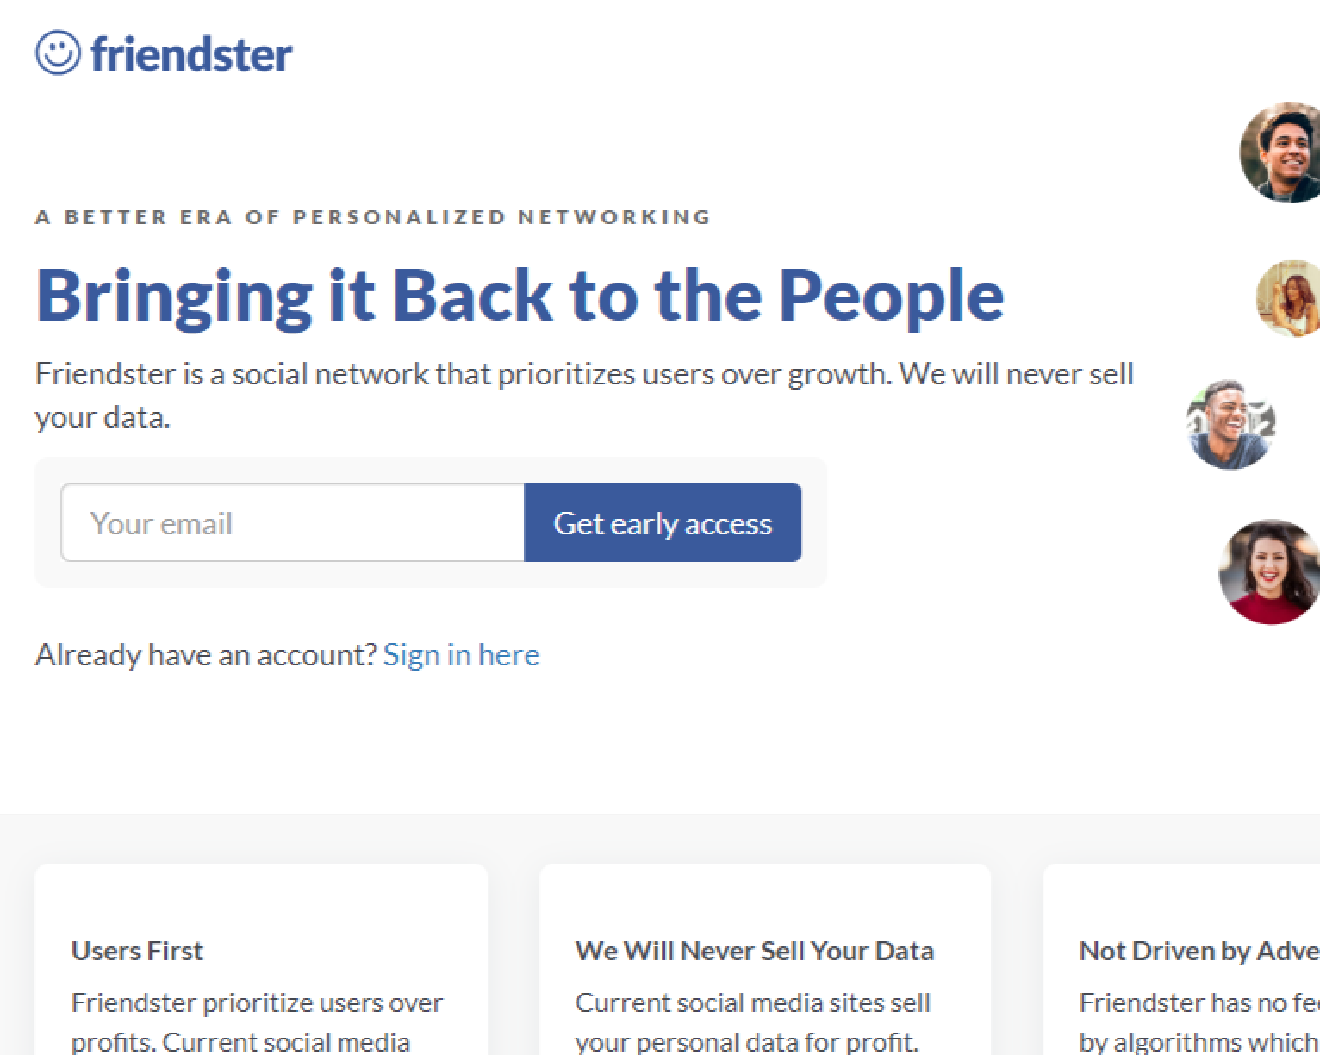 friendster
A BETTER ERA OF PERSONALIZED NETWORKING
Bringing it Back to the People
Friendster is a social network that prioritizes users over growth. We will never sell
your data.
Your email
Get early access
Already have an account? Sign in here
Users First
Friendster prioritize users over
profits. Current social media
We Will Never Sell Your Data
Current social media sites sell
your personal data for profit.
Not Driven by Adve
Friendster has no fe
by algorithms which